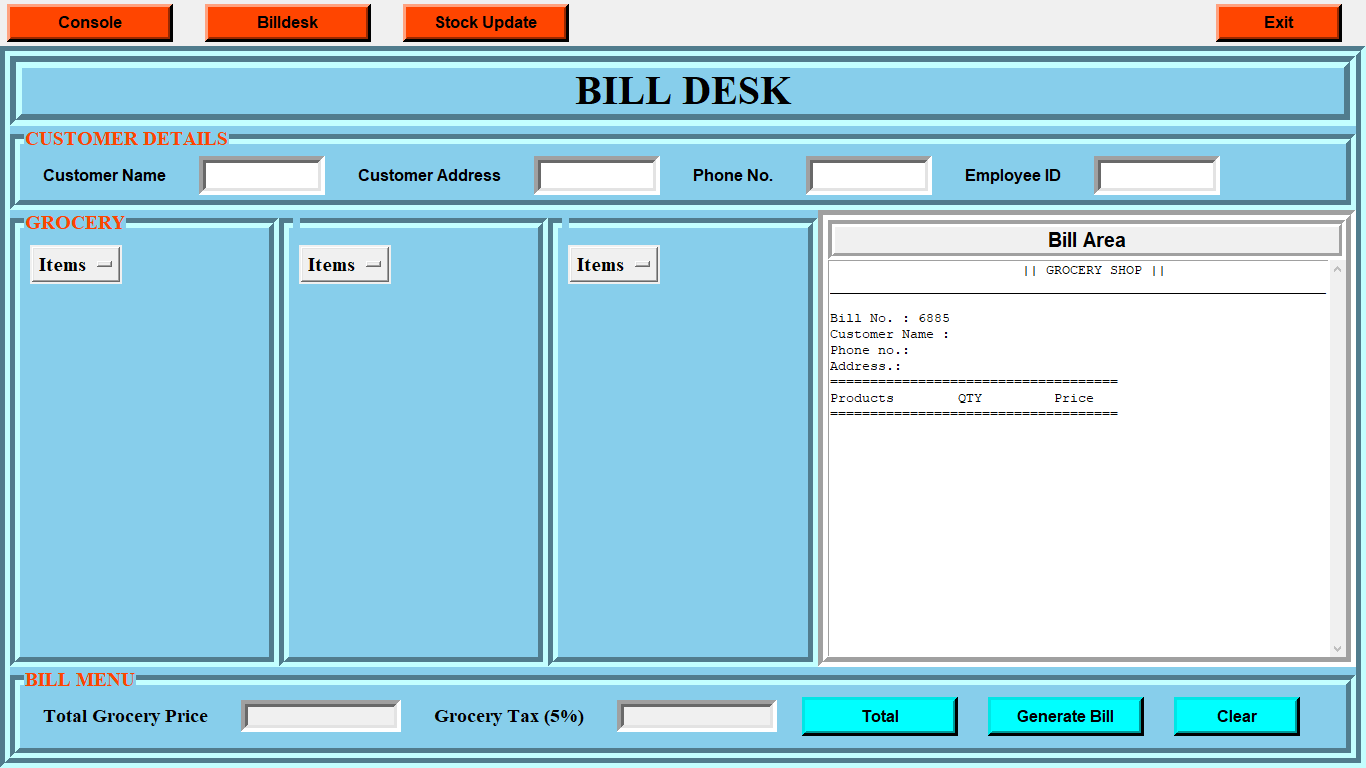 Console Billdesk Stock Update Exit
BILL DESK
CUSTOMER DETAILS
Customer Name Customer Address Phone No. Employee ID
GROCERY
Items Items Items
Bill Area
|| GROCERY SHOP ||
Bill No. : 6885
Customer Name :
Phone no.:
Address.:
====================================
Products QTY Price
====================================
BILL MENU
Total Grocery Price Grocery Tax (5%) Total Generate Bill Clear